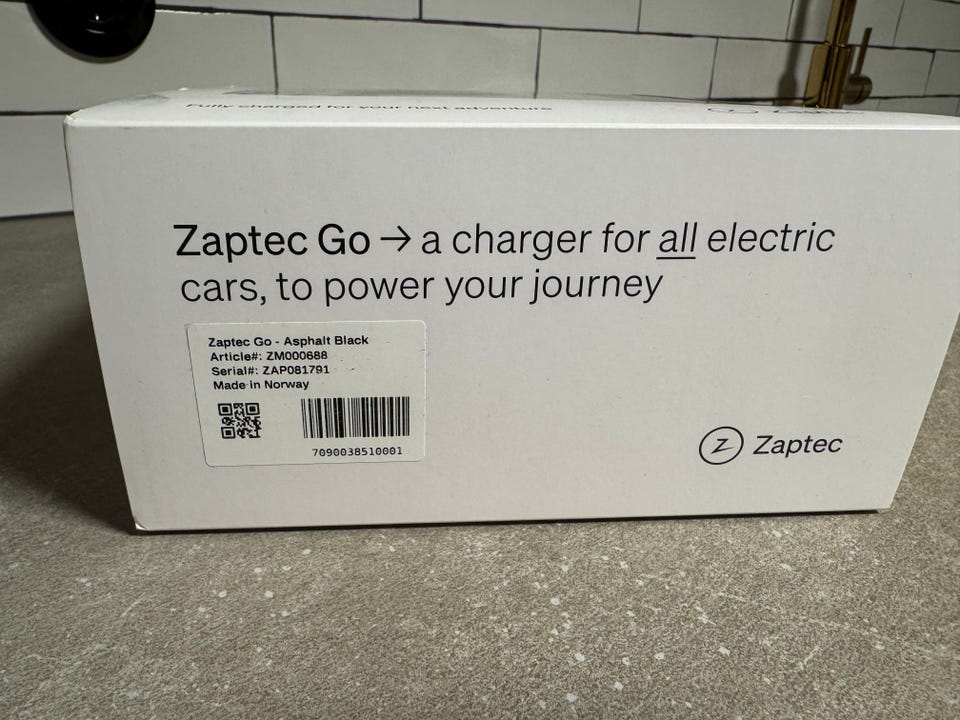 Fully charged for your next adventure
Zaptec
Zaptec Go → a charger for all electric
cars, to power your journey
Zaptec Go - Asphalt Black
Article#: ZM000688
Serial#: ZAP081791
Made in Norway
7090038510001
Z Zaptec